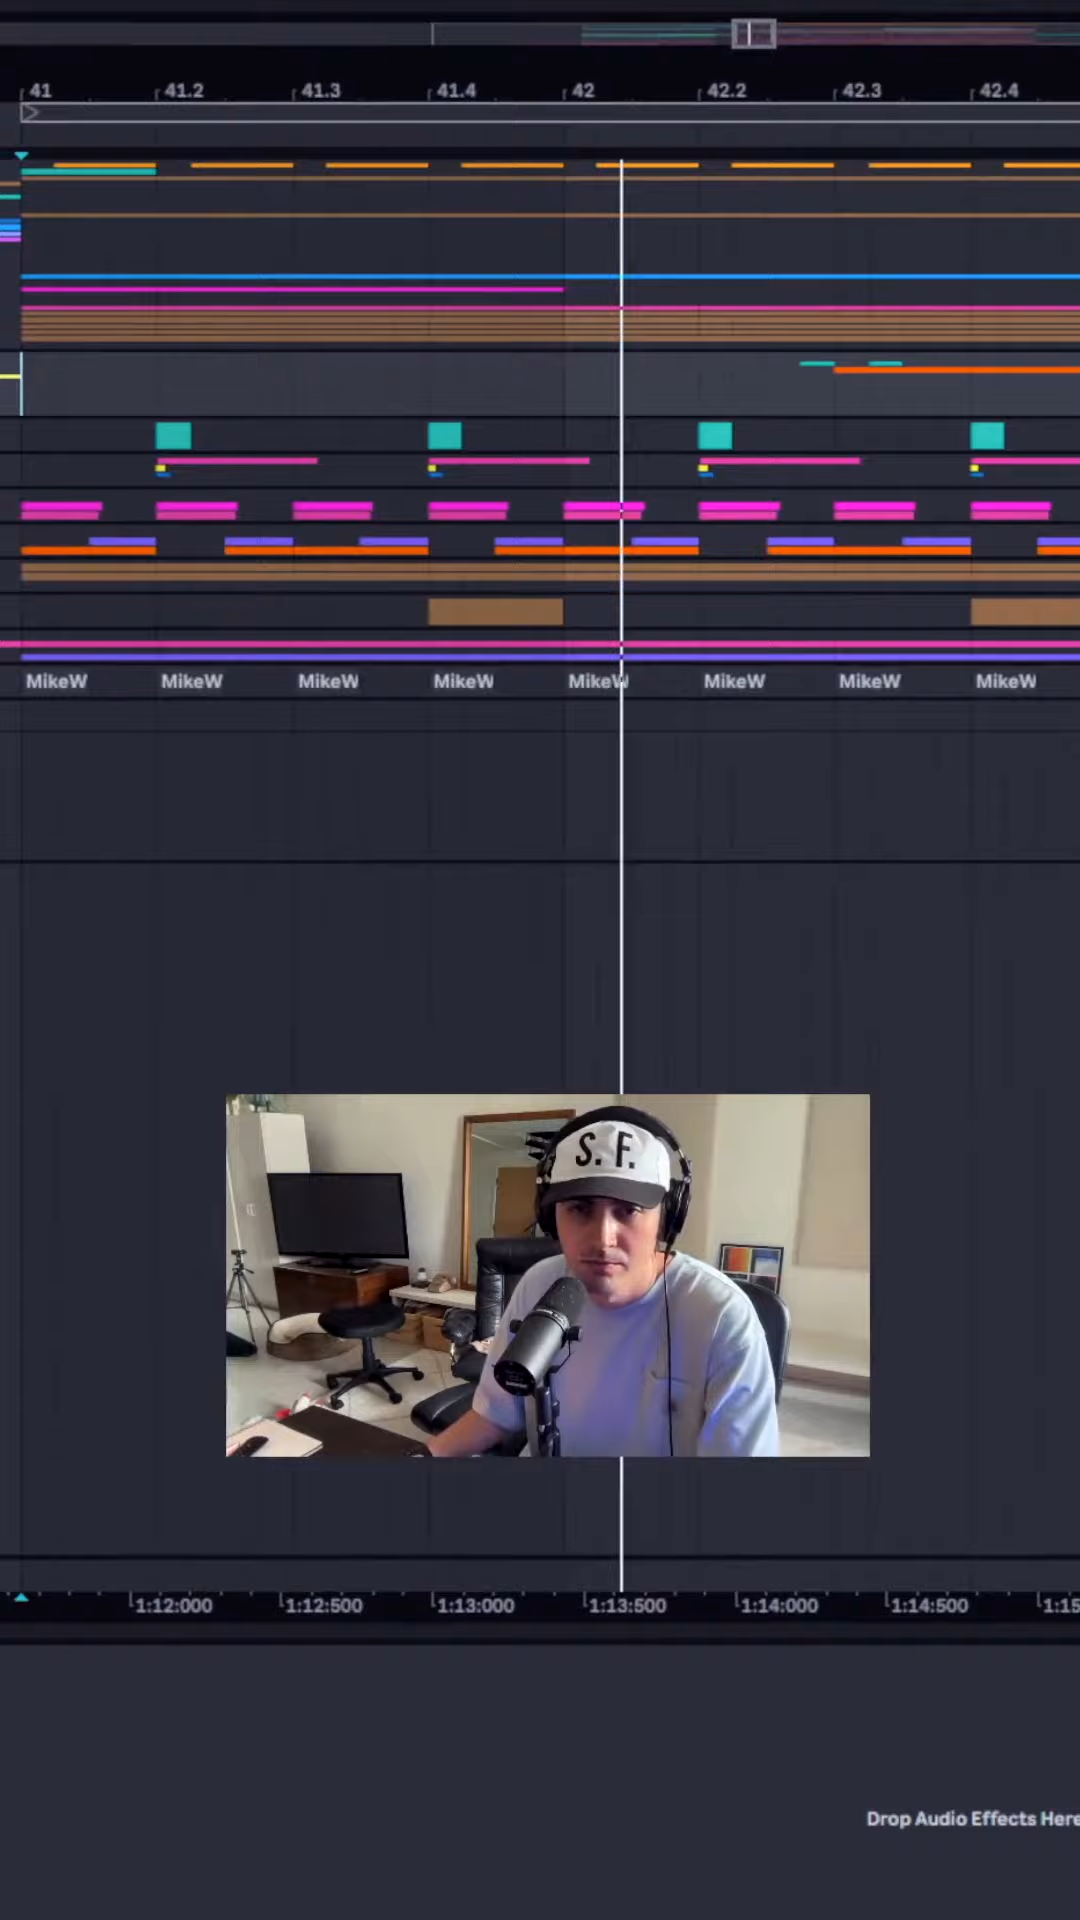 41 41.2 41.3 41.4 42 42.2 42.3 42.4
MikeW MikeW MikeW MikeW MikeW MikeW MikeW MikeW
S. F.
1:12:000 1:12:500 1:13:000 1:13:500 1:14:000 1:14:500 1:15
Drop Audio Effects Here